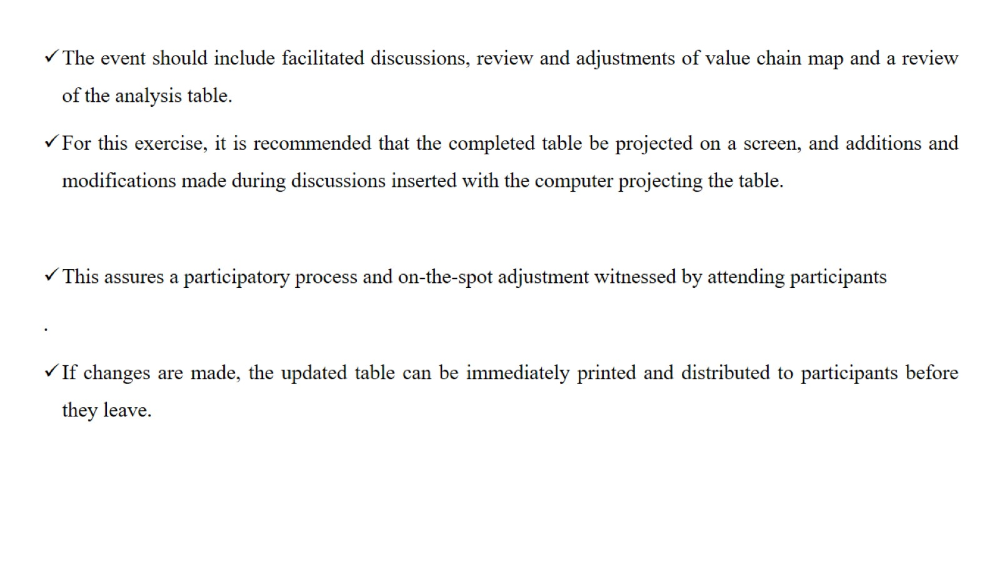 ✓The event should include facilitated discussions, review and adjustments of value chain map and a review
of the analysis table.
✓For this exercise, it is recommended that the completed table be projected on a screen, and additions and
modifications made during discussions inserted with the computer projecting the table.
✓This assures a participatory process and on-the-spot adjustment witnessed by attending participants
.
✓If changes are made, the updated table can be immediately printed and distributed to participants before
they leave.